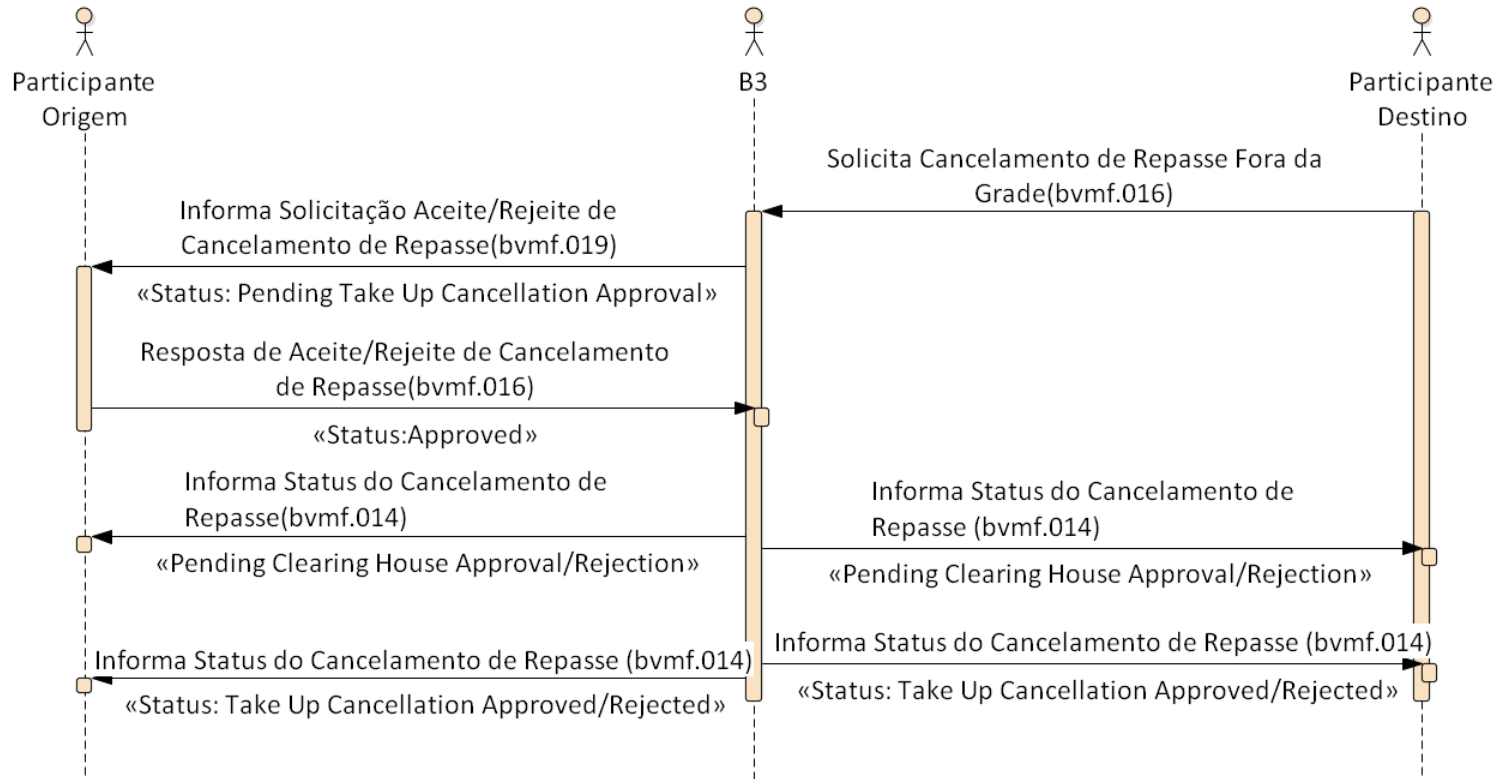 Participante
Origem
B3
Participante
Destino
Solicita Cancelamento de Repasse Fora da
Grade(bvmf.016)
Informa Solicitação Aceite/Rejeite de
Cancelamento de Repasse(bvmf.019)
«Status: Pending Take Up Cancellation Approval»
Resposta de Aceite/Rejeite de Cancelamento
de Repasse(bvmf.016)
«Status:Approved»
Informa Status do Cancelamento de
Repasse(bvmf.014)
«Pending Clearing House Approval/Rejection»
Informa Status do Cancelamento de
Repasse (bvmf.014)
«Pending Clearing House Approval/Rejection»
Informa Status do Cancelamento de Repasse (bvmf.014)
«Status: Take Up Cancellation Approved/Rejected»
Informa Status do Cancelamento de Repasse (bvmf.014)
«Status: Take Up Cancellation Approved/Rejected»